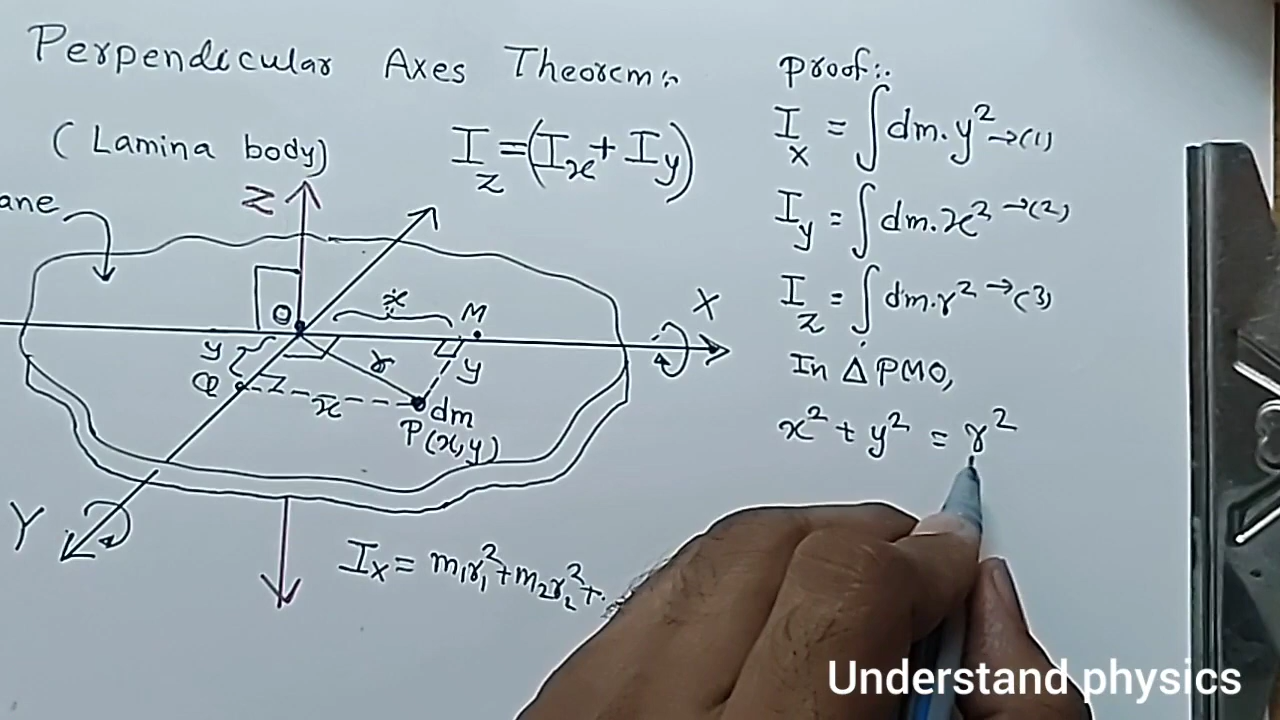 Perpendicular Axes Theorem:-
(Lamina body)
I_z = (I_x + I_y)
ane
Z
O
x
M
X
y
r
y
Q
x
dm
P(x,y)
Y
I_x = m₁r₁² + m₂r₂² + .
Proof:-
I_x = ∫dm.y² → (1)
I_y = ∫dm.x² → (2)
I_z = ∫dm.r² → (3)
In △ PMO,
x² + y² = r²
Understand physics